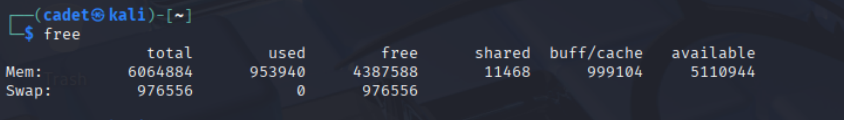 (cadet㉿kali)-[~]
$ free
total used free shared buff/cache available
Mem: 6064884 953940 4387588 11468 999104 5110944
Swap: 976556 0 976556
Trash